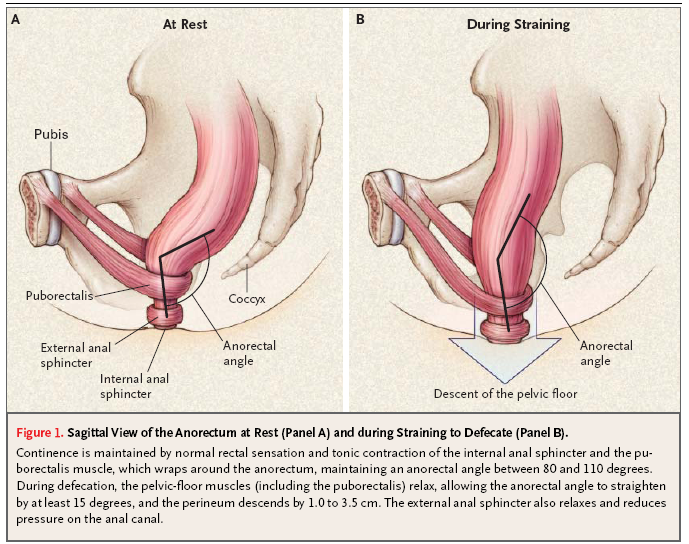 A
At Rest
B
During Straining
Pubis
Puborectalis
Coccyx
External anal
sphincter
Internal anal
sphincter
Anorectal
angle
Anorectal
angle
Descent of the pelvic floor
Figure 1. Sagittal View of the Anorectum at Rest (Panel A) and during Straining to Defecate (Panel B).
Continence is maintained by normal rectal sensation and tonic contraction of the internal anal sphincter and the pu-
borectalis muscle, which wraps around the anorectum, maintaining an anorectal angle between 80 and 110 degrees.
During defecation, the pelvic-floor muscles (including the puborectalis) relax, allowing the anorectal angle to straighten
by at least 15 degrees, and the perineum descends by 1.0 to 3.5 cm. The external anal sphincter also relaxes and reduces
pressure on the anal canal.